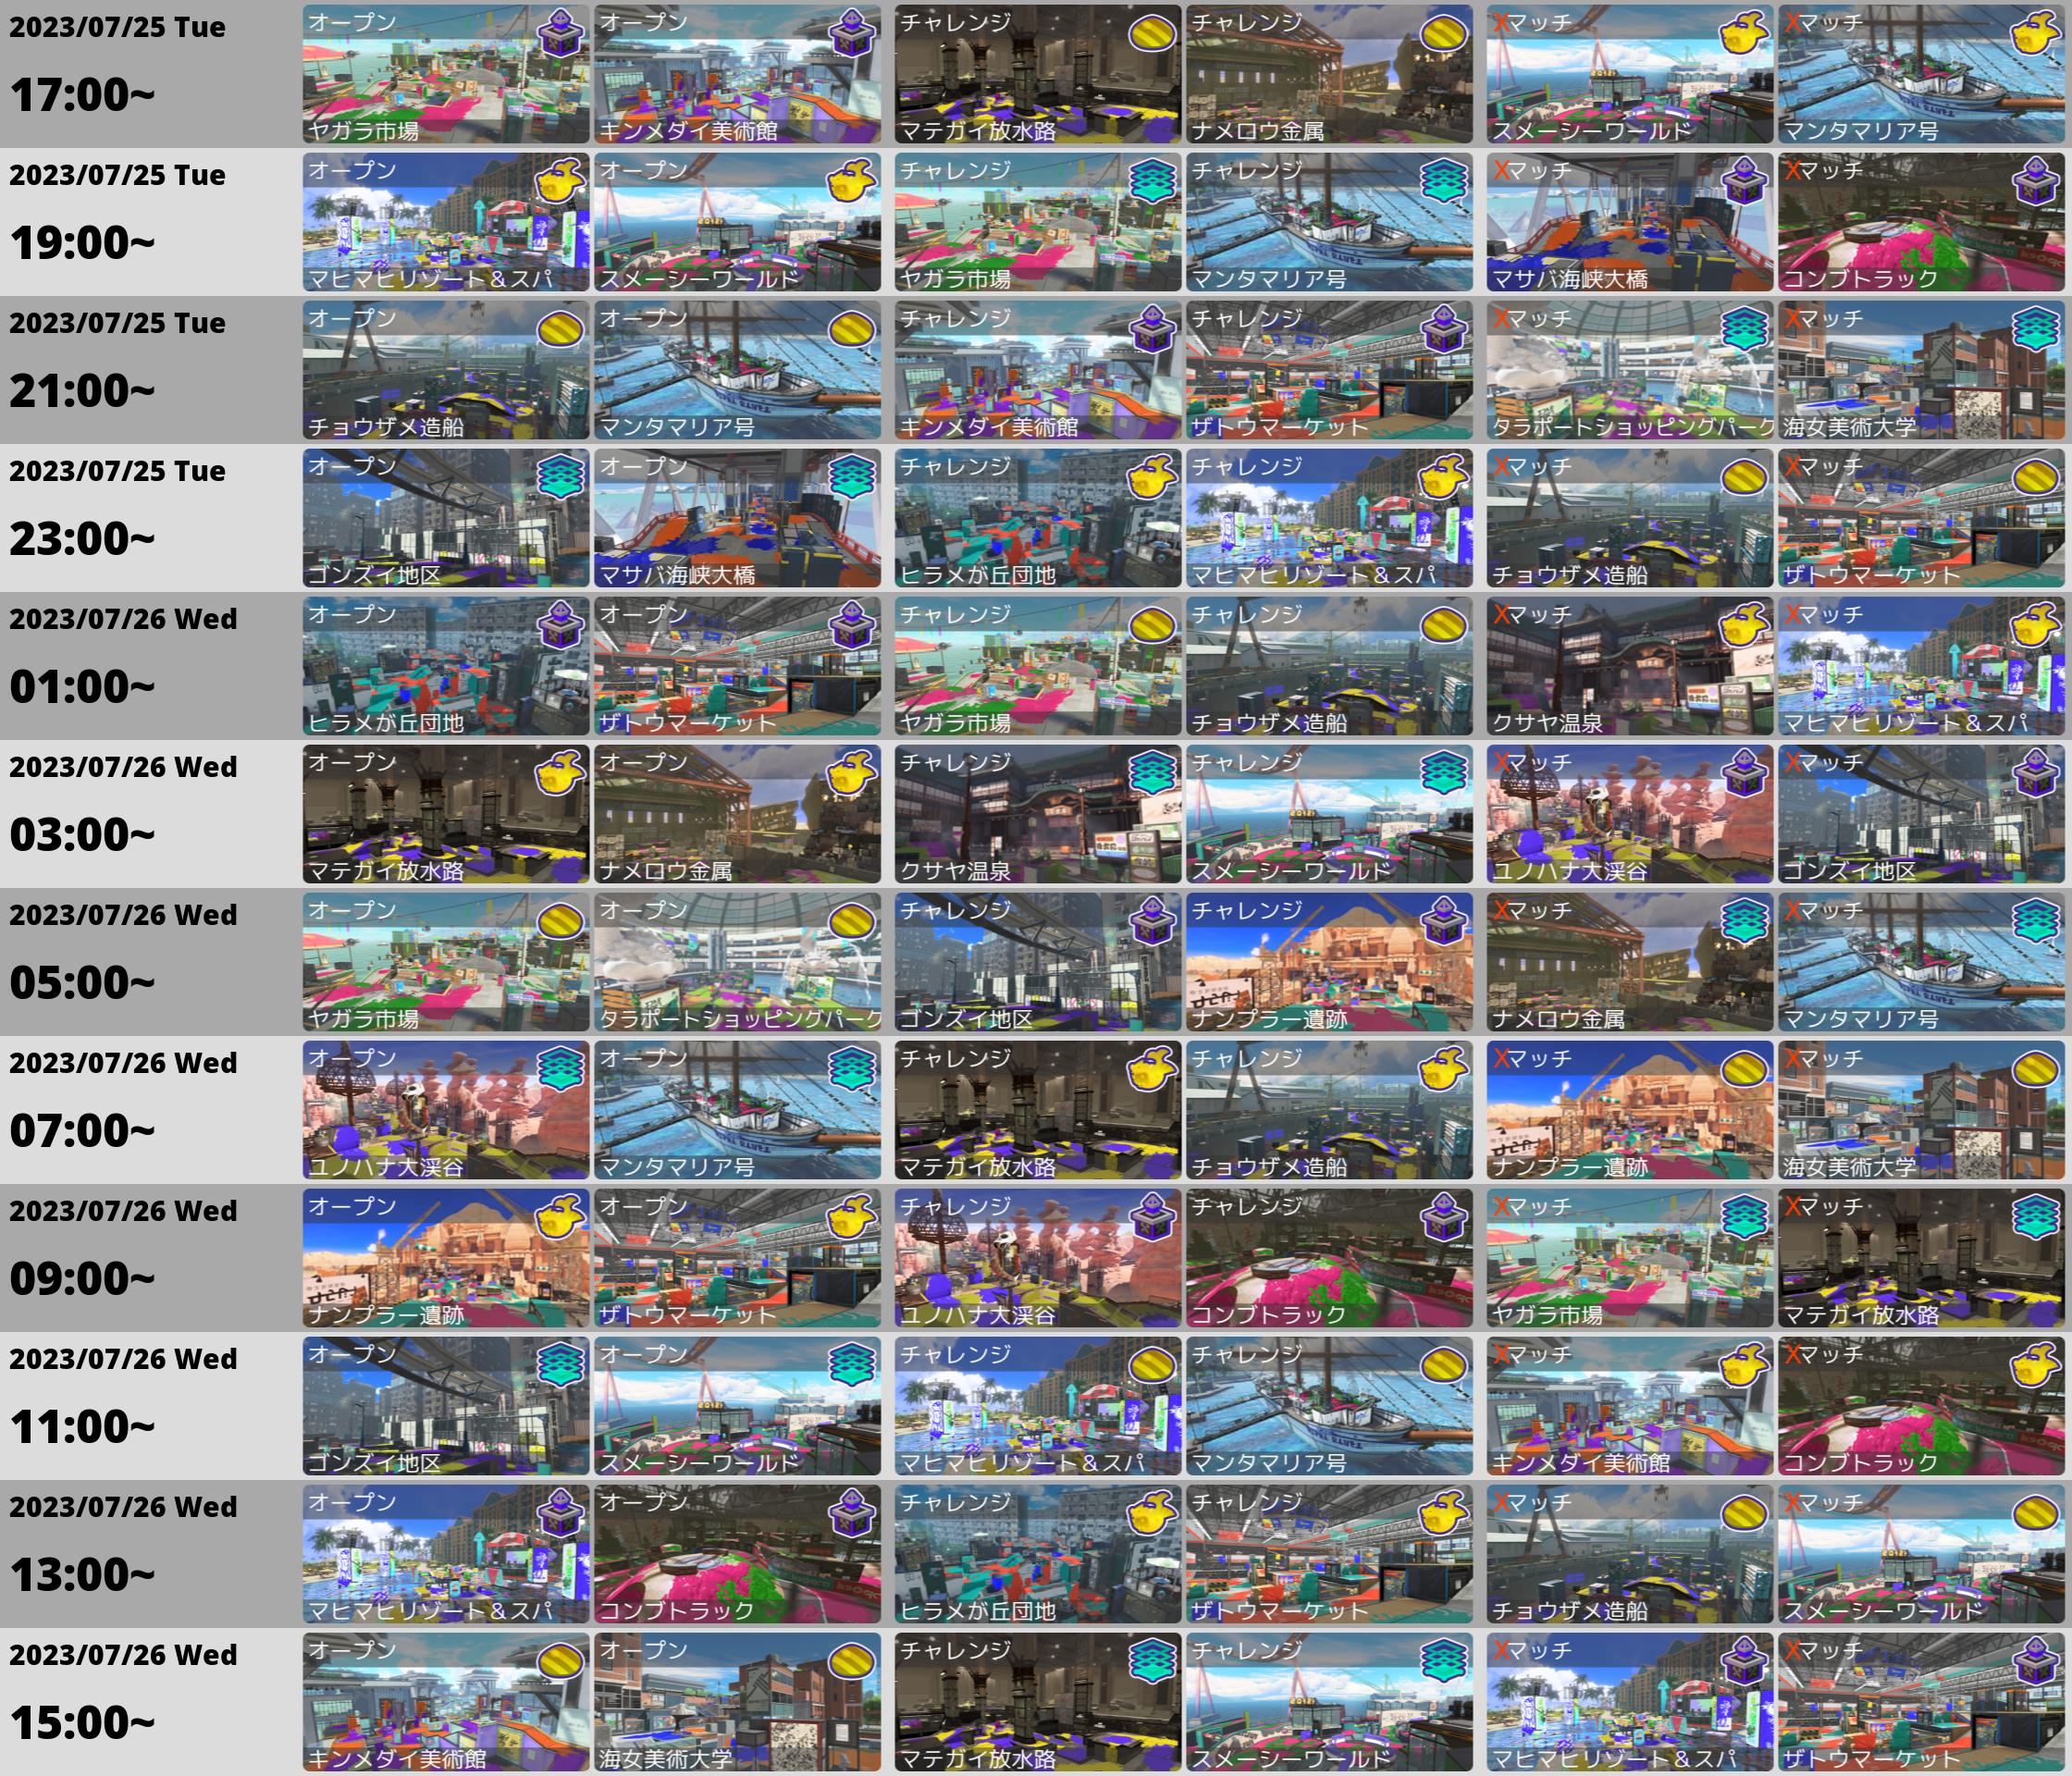 2023/07/25 Tue
17:00~
オープン オープン チャレンジ チャレンジ Xマッチ Xマッチ
ヤガラ市場 キンメダイ美術館 マテガイ放水路 ナメロウ金属 スメーシーワールド マンタマリア号
2023/07/25 Tue
19:00~
オープン オープン チャレンジ チャレンジ Xマッチ Xマッチ
マヒマヒリゾート&スパ スメーシーワールド ヤガラ市場 マンタマリア号 マサバ海峡大橋 コンブトラック
2023/07/25 Tue
21:00~
オープン オープン チャレンジ チャレンジ Xマッチ Xマッチ
チョウザメ造船 マンタマリア号 キンメダイ美術館 ザトウマーケット タラポートショッピングパーク 海女美術大学
2023/07/25 Tue
23:00~
オープン オープン チャレンジ チャレンジ Xマッチ Xマッチ
ゴンズイ地区 マサバ海峡大橋 ヒラメが丘団地 マヒマヒリゾート&スパ チョウザメ造船 ザトウマーケット
2023/07/26 Wed
01:00~
オープン オープン チャレンジ チャレンジ Xマッチ Xマッチ
ヒラメが丘団地 ザトウマーケット ヤガラ市場 チョウザメ造船 クサヤ温泉 マヒマヒリゾート&スパ
2023/07/26 Wed
03:00~
オープン オープン チャレンジ チャレンジ Xマッチ Xマッチ
マテガイ放水路 ナメロウ金属 クサヤ温泉 スメーシーワールド ユノハナ大渓谷 ゴンズイ地区
2023/07/26 Wed
05:00~
オープン オープン チャレンジ チャレンジ Xマッチ Xマッチ
ヤガラ市場 タラポートショッピングパーク ゴンズイ地区 ナンプラー遺跡 ナメロウ金属 マンタマリア号
2023/07/26 Wed
07:00~
オープン オープン チャレンジ チャレンジ Xマッチ Xマッチ
ユノハナ大渓谷 マンタマリア号 マテガイ放水路 チョウザメ造船 ナンプラー遺跡 海女美術大学
2023/07/26 Wed
09:00~
オープン オープン チャレンジ チャレンジ Xマッチ Xマッチ
ナンプラー遺跡 ザトウマーケット ユノハナ大渓谷 コンブトラック ヤガラ市場 マテガイ放水路
2023/07/26 Wed
11:00~
オープン オープン チャレンジ チャレンジ Xマッチ Xマッチ
ゴンズイ地区 スメーシーワールド マヒマヒリゾート&スパ マンタマリア号 キンメダイ美術館 コンブトラック
2023/07/26 Wed
13:00~
オープン オープン チャレンジ チャレンジ Xマッチ Xマッチ
マヒマヒリゾート&スパ コンブトラック ヒラメが丘団地 ザトウマーケット チョウザメ造船 スメーシーワールド
2023/07/26 Wed
15:00~
オープン オープン チャレンジ チャレンジ Xマッチ Xマッチ
キンメダイ美術館 海女美術大学 マテガイ放水路 スメーシーワールド マヒマヒリゾート&スパ ザトウマーケット